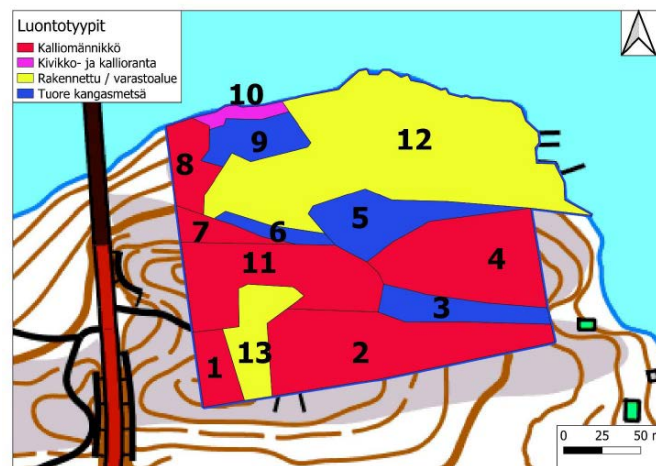 Luontotyypit
Kalliomännikkö
Kivikko- ja kallioranta
Rakennettu / varastoalue
Tuore kangasmetsä
10
9
12
8
5
7
6
4
11
3
1
13
2
0 25 50 m